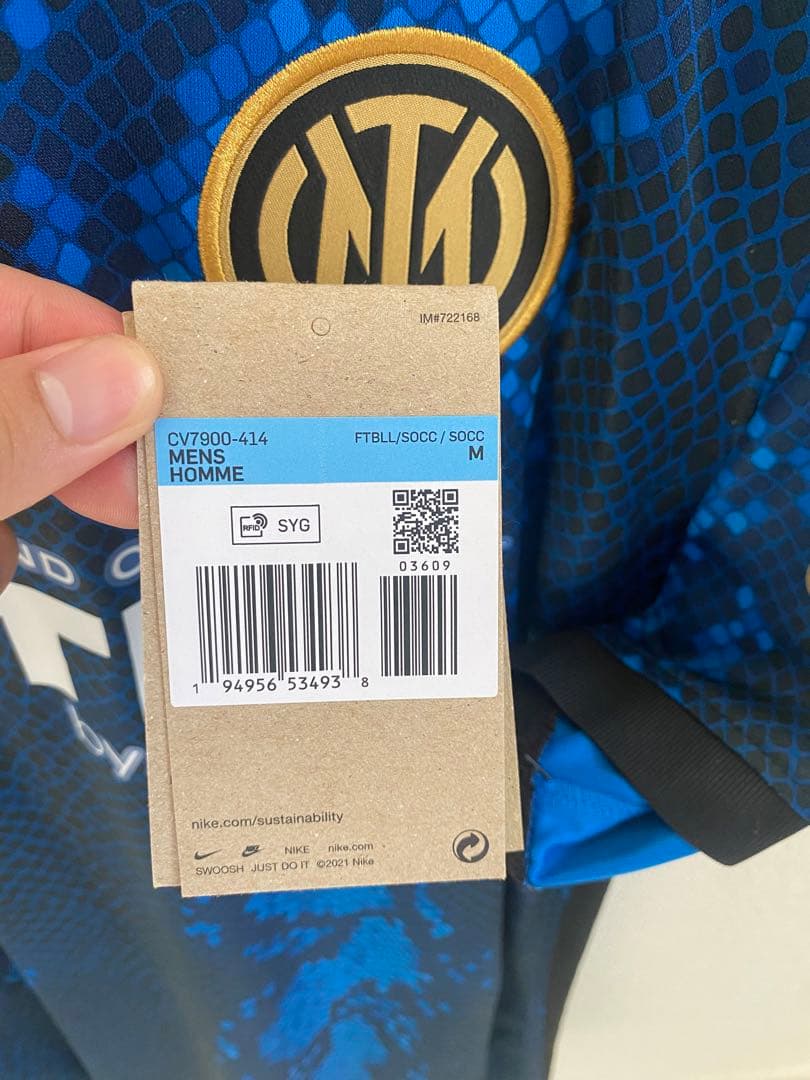 IM#722168
CV7900-414 FTBLL/SOCC / SOCC
MENS M
HOMME
RFID SYG
03609
1 94956 53493 8
nike.com/sustainability
NIKE nike.com
SWOOSH JUST DO IT ©2021 Nike